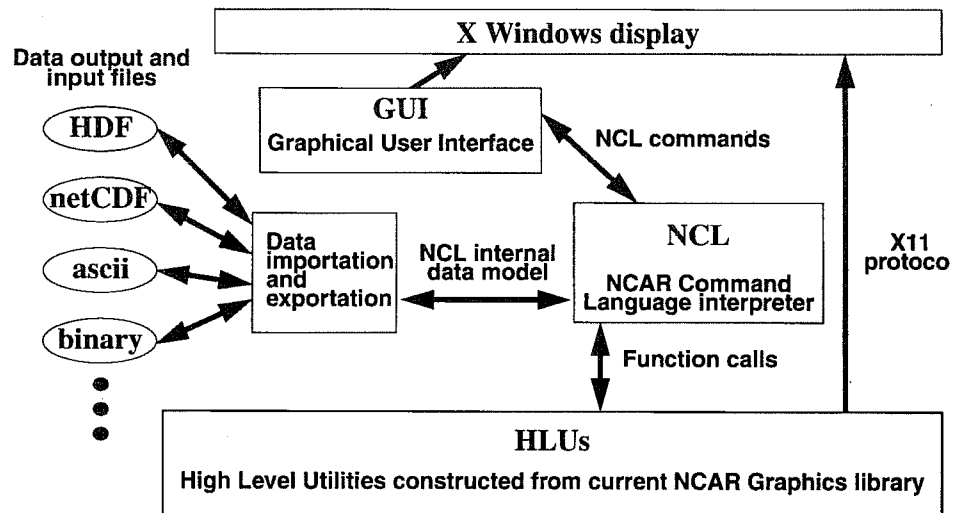 X Windows display
Data output and
input files
GUI
Graphical User Interface
HDF
NCL commands
netCDF
Data
importation
and
exportation
NCL internal
data model
NCL
NCAR Command
Language interpreter
X11
protoco
ascii
binary
Function calls
HLUs
High Level Utilities constructed from current NCAR Graphics library